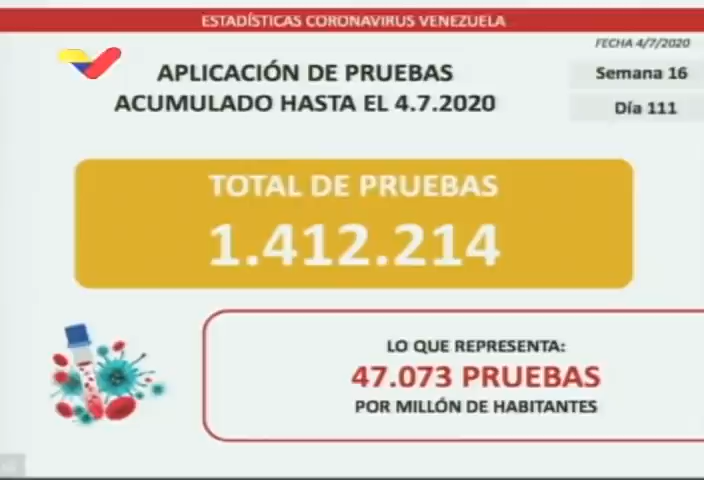 ESTADÍSTICAS CORONAVIRUS VENEZUELA
FECHA 4/7/2020
Semana 16
Día 111
APLICACIÓN DE PRUEBAS
ACUMULADO HASTA EL 4.7.2020
TOTAL DE PRUEBAS
1.412.214
LO QUE REPRESENTA:
47.073 PRUEBAS
POR MILLÓN DE HABITANTES